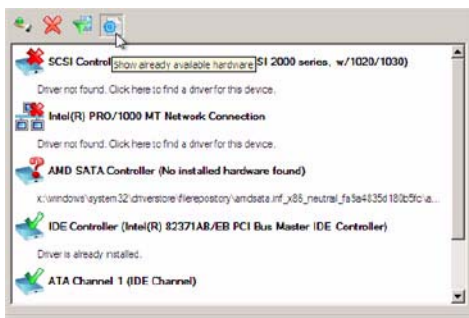 SCSI Control
Show already available hardware
SI 2000 series, w/1020/1030)
Driver not found. Click here to find a driver for this device.
Intel(R) PRO/1000 MT Network Connection
Driver not found. Click here to find a driver for this device.
AMD SATA Controller (No installed hardware found)
x:\windows\system32\driverstore\filerepository\amdsata.inf_x86_neutral_fa9a4835d180b5fc\a...
IDE Controller (Intel(R) 82371AB/EB PCI Bus Master IDE Controller)
Driver is already installed.
ATA Channel 1 (IDE Channel)